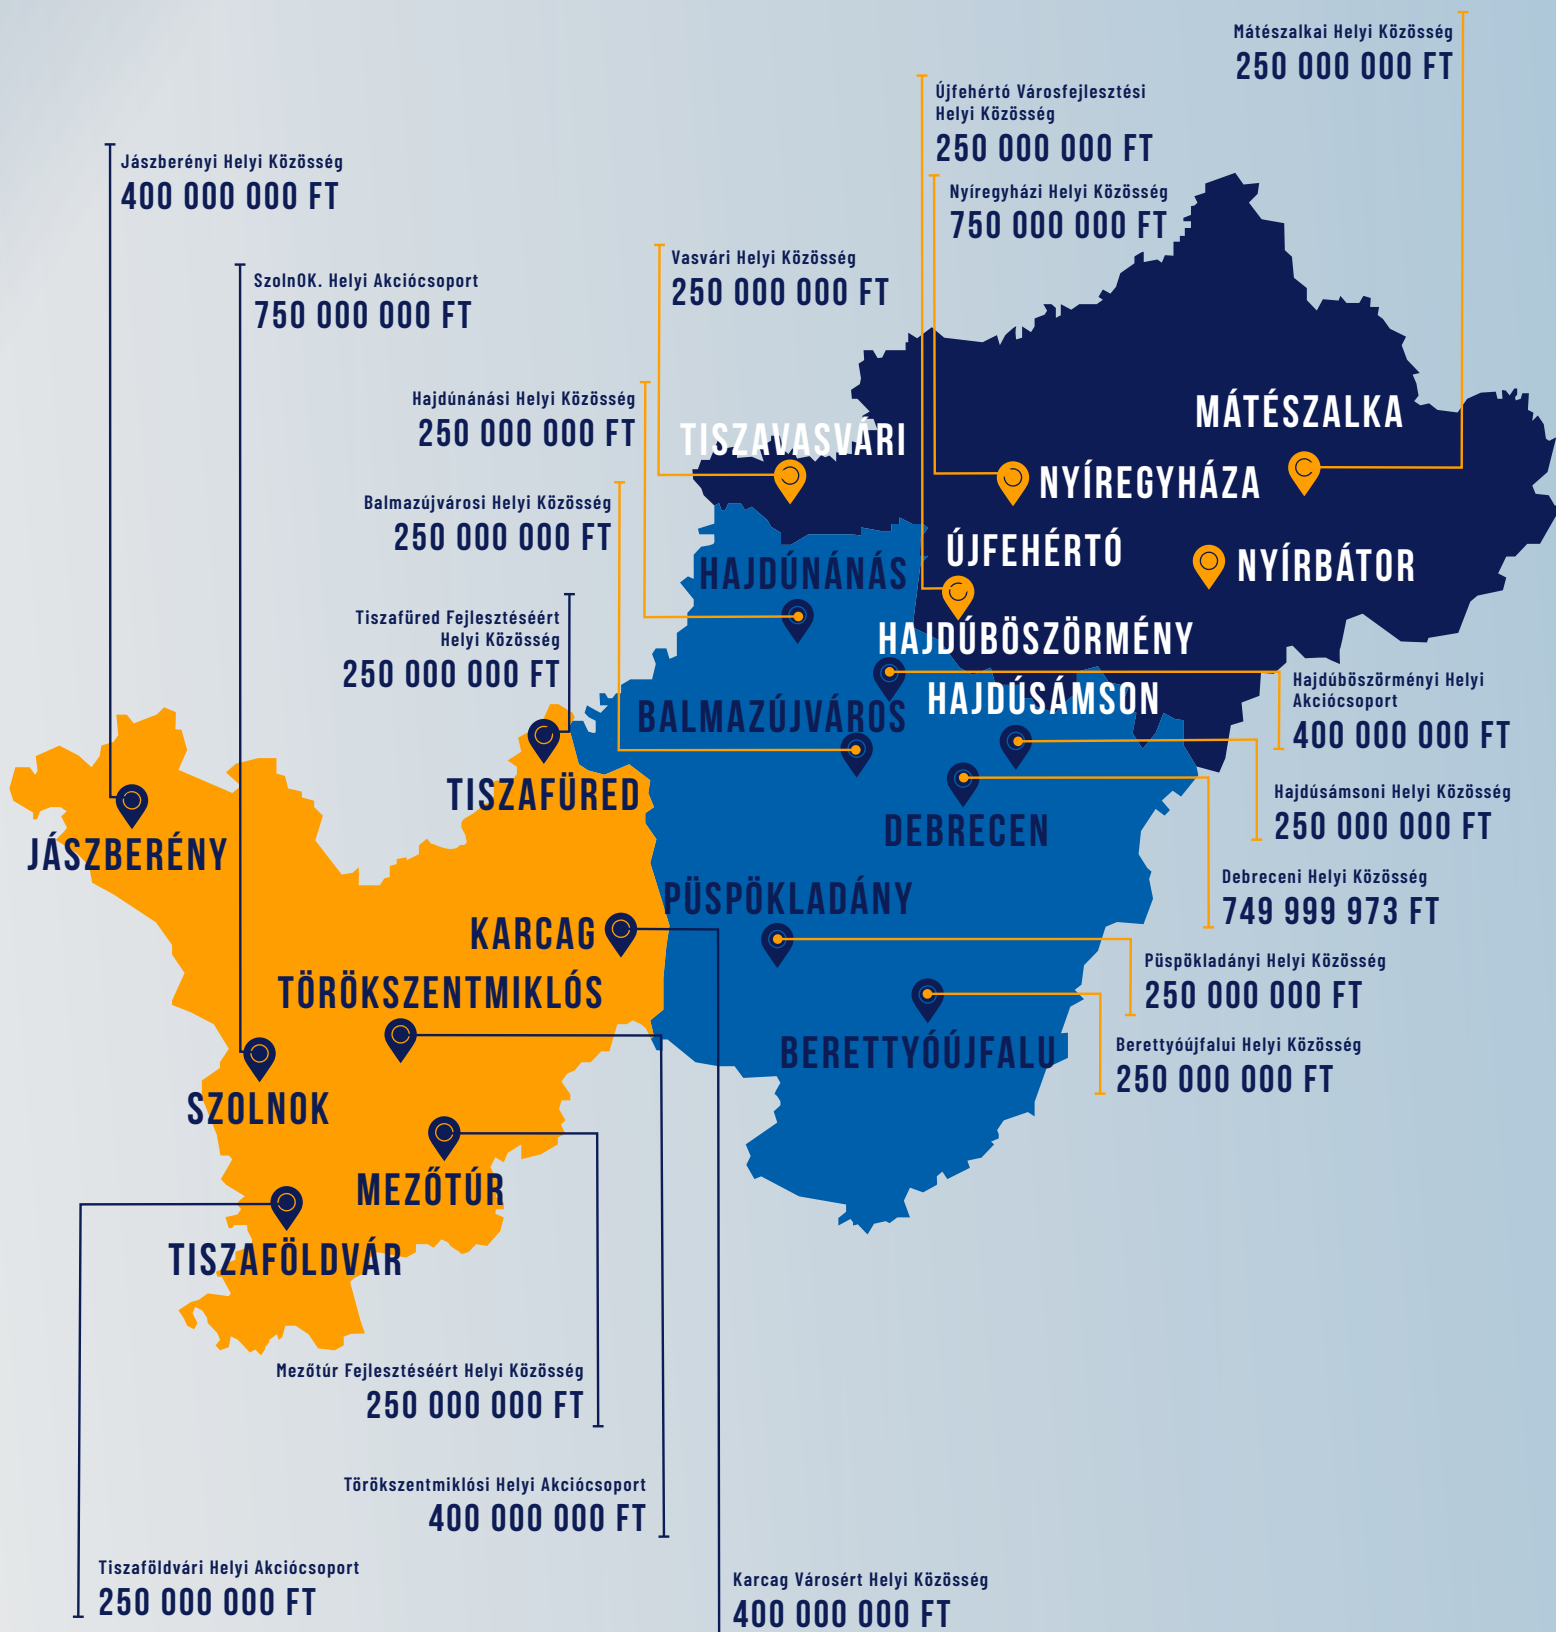 Mátészalkai Helyi Közösség
250 000 000 FT
Újfehértó Városfejlesztési
Helyi Közösség
250 000 000 FT
Jászberényi Helyi Közösség
400 000 000 FT
Nyíregyházi Helyi Közösség
750 000 000 FT
Vasvári Helyi Közösség
250 000 000 FT
SzolnOK. Helyi Akciócsoport
750 000 000 FT
Hajdúnánási Helyi Közösség
250 000 000 FT
TISZAVASVÁRI
MÁTÉSZALKA
NYÍREGYHÁZA
Balmazújvárosi Helyi Közösség
250 000 000 FT
ÚJFEHÉRTÓ
NYÍRBÁTOR
HAJDÚNÁNÁS
Tiszafüred Fejlesztéséért
Helyi Közösség
250 000 000 FT
HAJDÚBÖSZÖRMÉNY
Hajdúböszörményi Helyi
Akciócsoport
400 000 000 FT
HAJDÚSÁMSON
BALMAZÚJVÁROS
TISZAFÜRED
Hajdúsámsoni Helyi Közösség
250 000 000 FT
DEBRECEN
JÁSZBERÉNY
Debreceni Helyi Közösség
749 999 973 FT
PÜSPÖKLADÁNY
KARCAG
Püspökladányi Helyi Közösség
250 000 000 FT
TÖRÖKSZENTMIKLÓS
BERETTYÓÚJFALU
Berettyóújfalui Helyi Közösség
250 000 000 FT
SZOLNOK
MEZŐTÚR
TISZAFÖLDVÁR
Mezőtúr Fejlesztéséért Helyi Közösség
250 000 000 FT
Törökszentmiklósi Helyi Akciócsoport
400 000 000 FT
Tiszaföldvári Helyi Akciócsoport
250 000 000 FT
Karcag Városért Helyi Közösség
400 000 000 FT